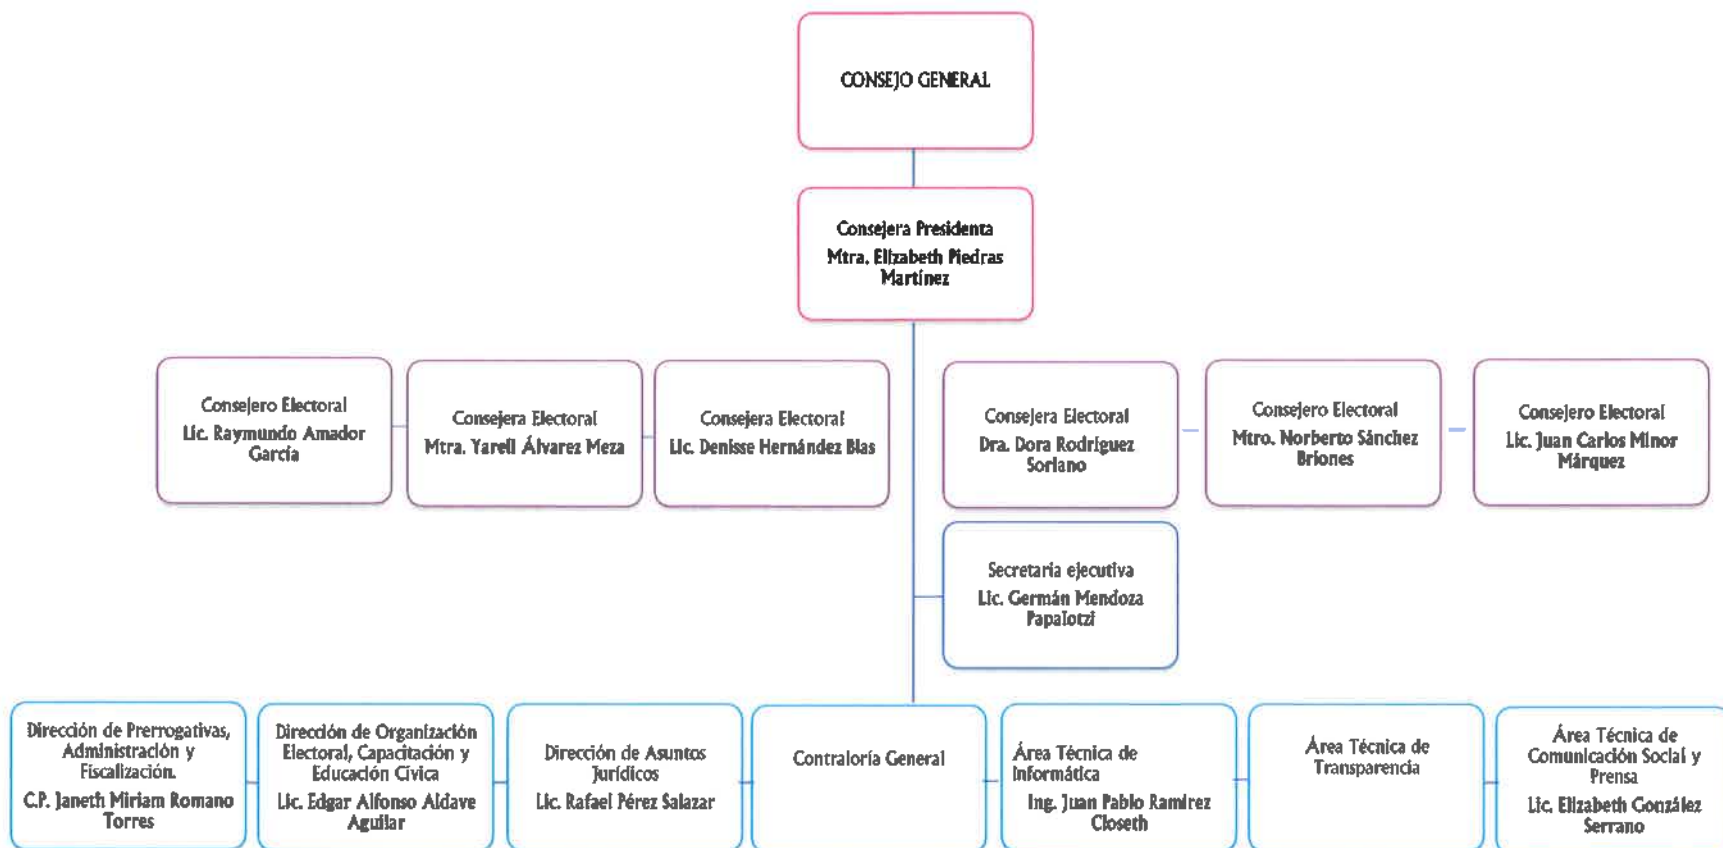 CONSEJO GENERAL
Consejera Presidenta
Mtra. Elizabeth Piedras
Martínez
Consejero Electoral
Lic. Raymundo Amador
García
Consejera Electoral
Mtra. Yareli Álvarez Meza
Consejera Electoral
Lic. Denisse Hernández Blas
Consejera Electoral
Dra. Dora Rodríguez
Soriano
Consejero Electoral
Mtro. Norberto Sánchez
Briones
Consejero Electoral
Lic. Juan Carlos Minor
Márquez
Secretaria ejecutiva
Lic. Germán Mendoza
Papalotzi
Dirección de Prerrogativas,
Administración y
Fiscalización.
C.P. Janeth Miriam Romano
Torres
Dirección de Organización
Electoral, Capacitación y
Educación Cívica
Lic. Edgar Alfonso Aldave
Aguilar
Dirección de Asuntos
Jurídicos
Lic. Rafael Pérez Salazar
Contraloría General
Área Técnica de
Informática
Ing. Juan Pablo Ramirez
Closeth
Área Técnica de
Transparencia
Área Técnica de
Comunicación Social y
Prensa
Lic. Elizabeth González
Serrano